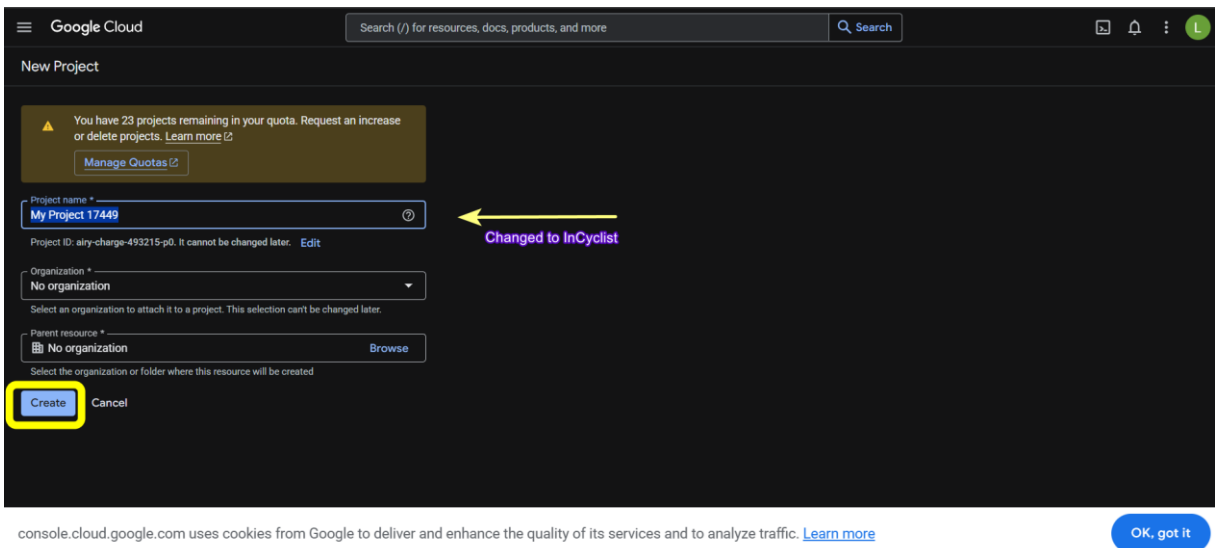 Google Cloud
Search (/) for resources, docs, products, and more
Search
L
New Project
You have 23 projects remaining in your quota. Request an increase
or delete projects. Learn more
Manage Quotas
Project name *
My Project 17449
Project ID: airy-charge-493215-p0. It cannot be changed later. Edit
Changed to InCyclist
Organization *
No organization
Select an organization to attach it to a project. This selection can't be changed later.
Parent resource *
No organization
Browse
Select the organization or folder where this resource will be created
Create
Cancel
console.cloud.google.com uses cookies from Google to deliver and enhance the quality of its services and to analyze traffic. Learn more
OK, got it